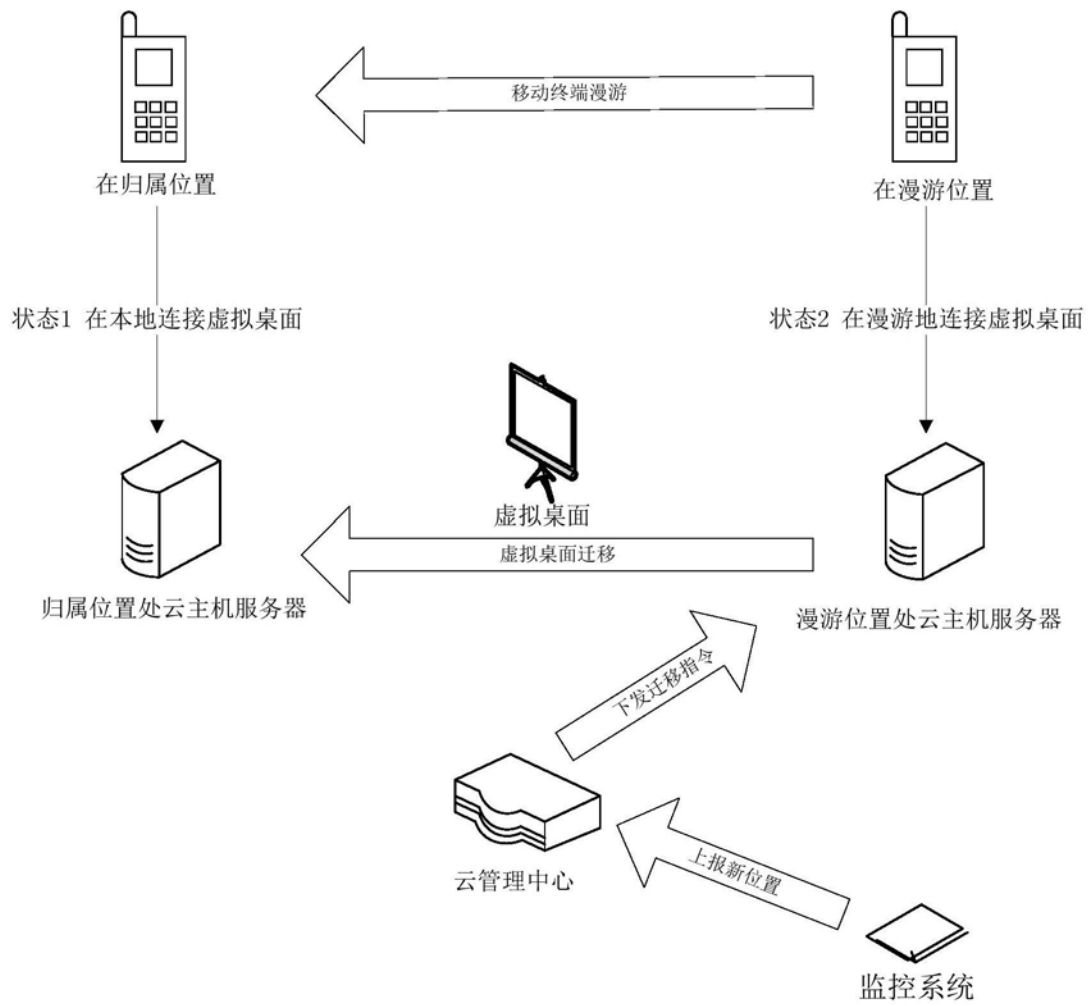 移动终端漫游
在归属位置
在漫游位置
状态1 在本地连接虚拟桌面
状态2 在漫游地连接虚拟桌面
虚拟桌面
虚拟桌面迁移
归属位置处云主机服务器
漫游位置处云主机服务器
下发迁移指令
上报新位置
云管理中心
监控系统